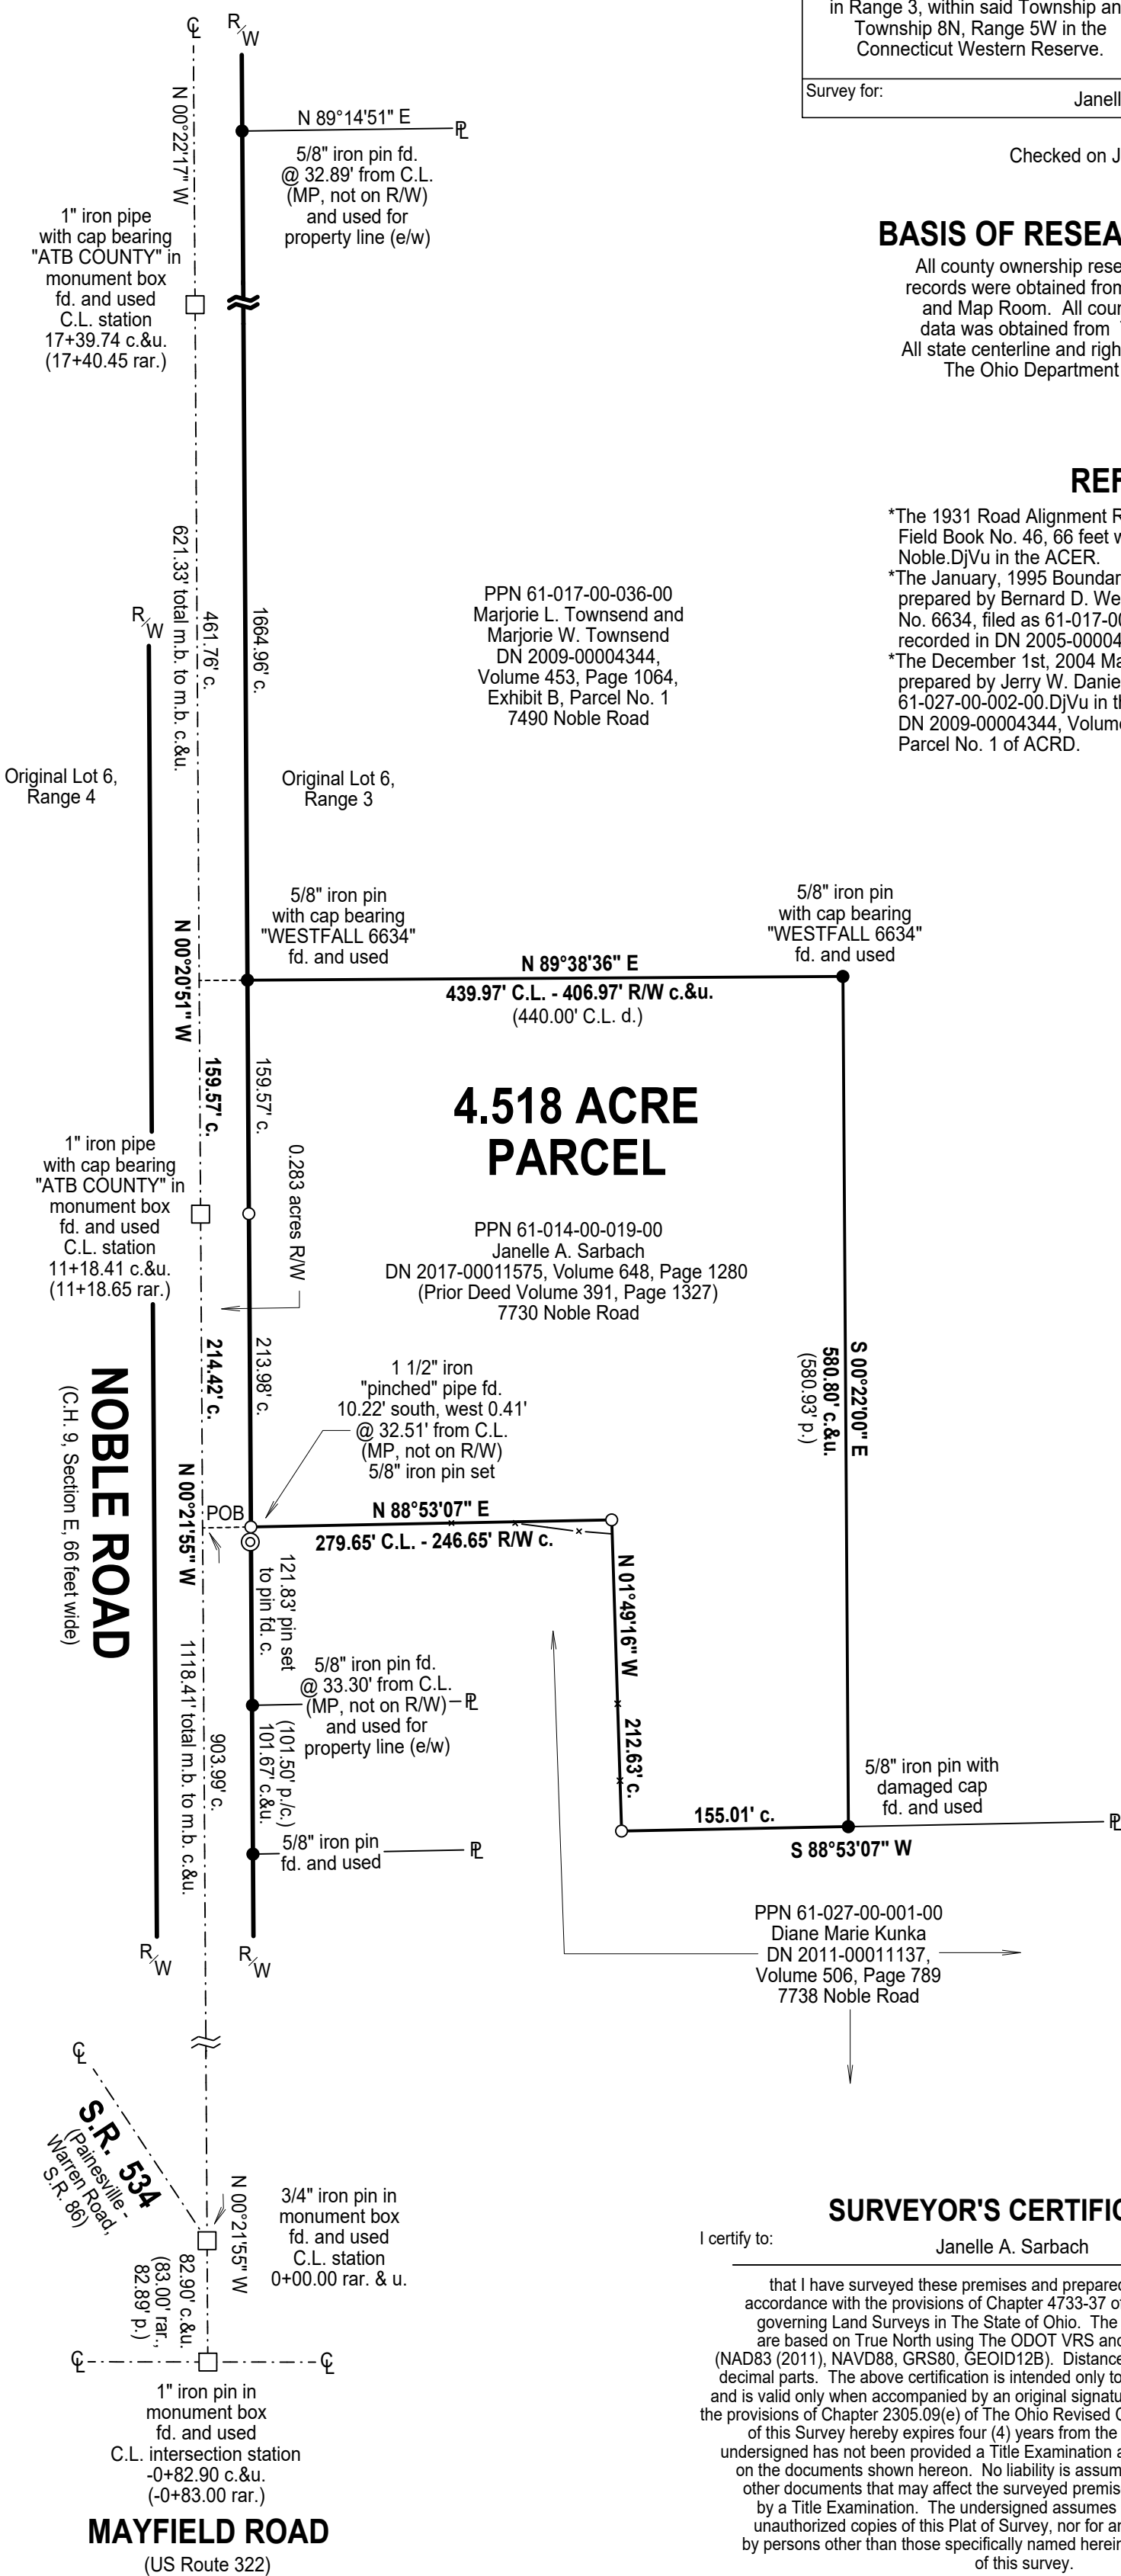 in Range 3, within said Township an
Township 8N, Range 5W in the
Connecticut Western Reserve.
Survey for:
Janell
Checked on J
BASIS OF RESEA
All county ownership rese
records were obtained from
and Map Room. All coun
data was obtained from
All state centerline and righ
The Ohio Department
REF
*The 1931 Road Alignment R
Field Book No. 46, 66 feet w
Noble.DjVu in the ACER.
*The January, 1995 Boundar
prepared by Bernard D. We
No. 6634, filed as 61-017-00
recorded in DN 2005-00004
*The December 1st, 2004 Ma
prepared by Jerry W. Danie
61-027-00-002-00.DjVu in th
DN 2009-00004344, Volume
Parcel No. 1 of ACRD.
CL
R/W
N 00°22'17" W
N 89°14'51" E
PL
5/8" iron pin fd.
@ 32.89' from C.L.
(MP, not on R/W)
and used for
property line (e/w)
1" iron pipe
with cap bearing
"ATB COUNTY" in
monument box
fd. and used
C.L. station
17+39.74 c.&u.
(17+40.45 rar.)
621.33' total m.b. to m.b. c.&u.
461.76' c.
1664.96' c.
R/W
PPN 61-017-00-036-00
Marjorie L. Townsend and
Marjorie W. Townsend
DN 2009-00004344,
Volume 453, Page 1064,
Exhibit B, Parcel No. 1
7490 Noble Road
Original Lot 6,
Range 4
Original Lot 6,
Range 3
5/8" iron pin
with cap bearing
"WESTFALL 6634"
fd. and used
5/8" iron pin
with cap bearing
"WESTFALL 6634"
fd. and used
N 00°20'51" W
N 89°38'36" E
439.97' C.L. - 406.97' R/W c.&u.
(440.00' C.L. d.)
159.57' c.
159.57' c.
4.518 ACRE
PARCEL
0.283 acres R/W
1" iron pipe
with cap bearing
"ATB COUNTY" in
monument box
fd. and used
C.L. station
11+18.41 c.&u.
(11+18.65 rar.)
PPN 61-014-00-019-00
Janelle A. Sarbach
DN 2017-00011575, Volume 648, Page 1280
(Prior Deed Volume 391, Page 1327)
7730 Noble Road
214.42' c.
213.98' c.
S 00°22'00" E
580.80' c.&u.
(580.93' p.)
1 1/2" iron
"pinched" pipe fd.
10.22' south, west 0.41'
@ 32.51' from C.L.
(MP, not on R/W)
5/8" iron pin set
NOBLE ROAD
(C.H. 9, Section E, 66 feet wide)
N 00°21'55" W
POB
N 88°53'07" E
279.65' C.L. - 246.65' R/W c.
121.83' pin set
to pin fd. c.
N 01°49'16" W
212.63' c.
5/8" iron pin fd.
@ 33.30' from C.L.
(MP, not on R/W)
PL
and used for
property line (e/w)
1118.41' total m.b. to m.b. c.&u.
903.99' c.
(101.50' p./c.)
101.67' c.&u.
5/8" iron pin with
damaged cap
fd. and used
155.01' c.
PL
S 88°53'07" W
5/8" iron pin
fd. and used
PL
PPN 61-027-00-001-00
Diane Marie Kunka
DN 2011-00011137,
Volume 506, Page 789
7738 Noble Road
R/W
R/W
CL
S.R. 534
(Painesville -
Warren Road,
S.R. 86)
N 00°21'55" W
3/4" iron pin in
monument box
fd. and used
C.L. station
0+00.00 rar. & u.
82.90' c.&u.
(83.00' rar.,
82.89' p.)
CL
CL
1" iron pin in
monument box
fd. and used
C.L. intersection station
-0+82.90 c.&u.
(-0+83.00 rar.)
MAYFIELD ROAD
(US Route 322)
SURVEYOR'S CERTIFIC
I certify to:
Janelle A. Sarbach
that I have surveyed these premises and prepared
accordance with the provisions of Chapter 4733-37 of
governing Land Surveys in The State of Ohio. The
are based on True North using The ODOT VRS and
(NAD83 (2011), NAVD88, GRS80, GEOID12B). Distance
decimal parts. The above certification is intended only to
and is valid only when accompanied by an original signatu
the provisions of Chapter 2305.09(e) of The Ohio Revised C
of this Survey hereby expires four (4) years from the
undersigned has not been provided a Title Examination a
on the documents shown hereon. No liability is assum
other documents that may affect the surveyed premise
by a Title Examination. The undersigned assumes
unauthorized copies of this Plat of Survey, nor for an
by persons other than those specifically named herein
of this survey.